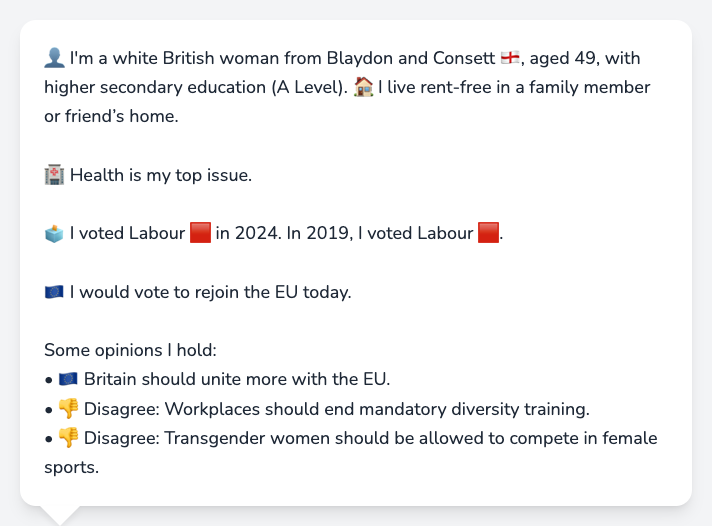 👤 I'm a white British woman from Blaydon and Consett 🏴󠁧󠁢󠁥󠁮󠁧󠁿, aged 49, with
higher secondary education (A Level). 🏠 I live rent-free in a family member
or friend’s home.
🏥 Health is my top issue.
🗳️ I voted Labour 🟥 in 2024. In 2019, I voted Labour 🟥.
🇪🇺 I would vote to rejoin the EU today.
Some opinions I hold:
• 🇪🇺 Britain should unite more with the EU.
• 👎 Disagree: Workplaces should end mandatory diversity training.
• 👎 Disagree: Transgender women should be allowed to compete in female
sports.